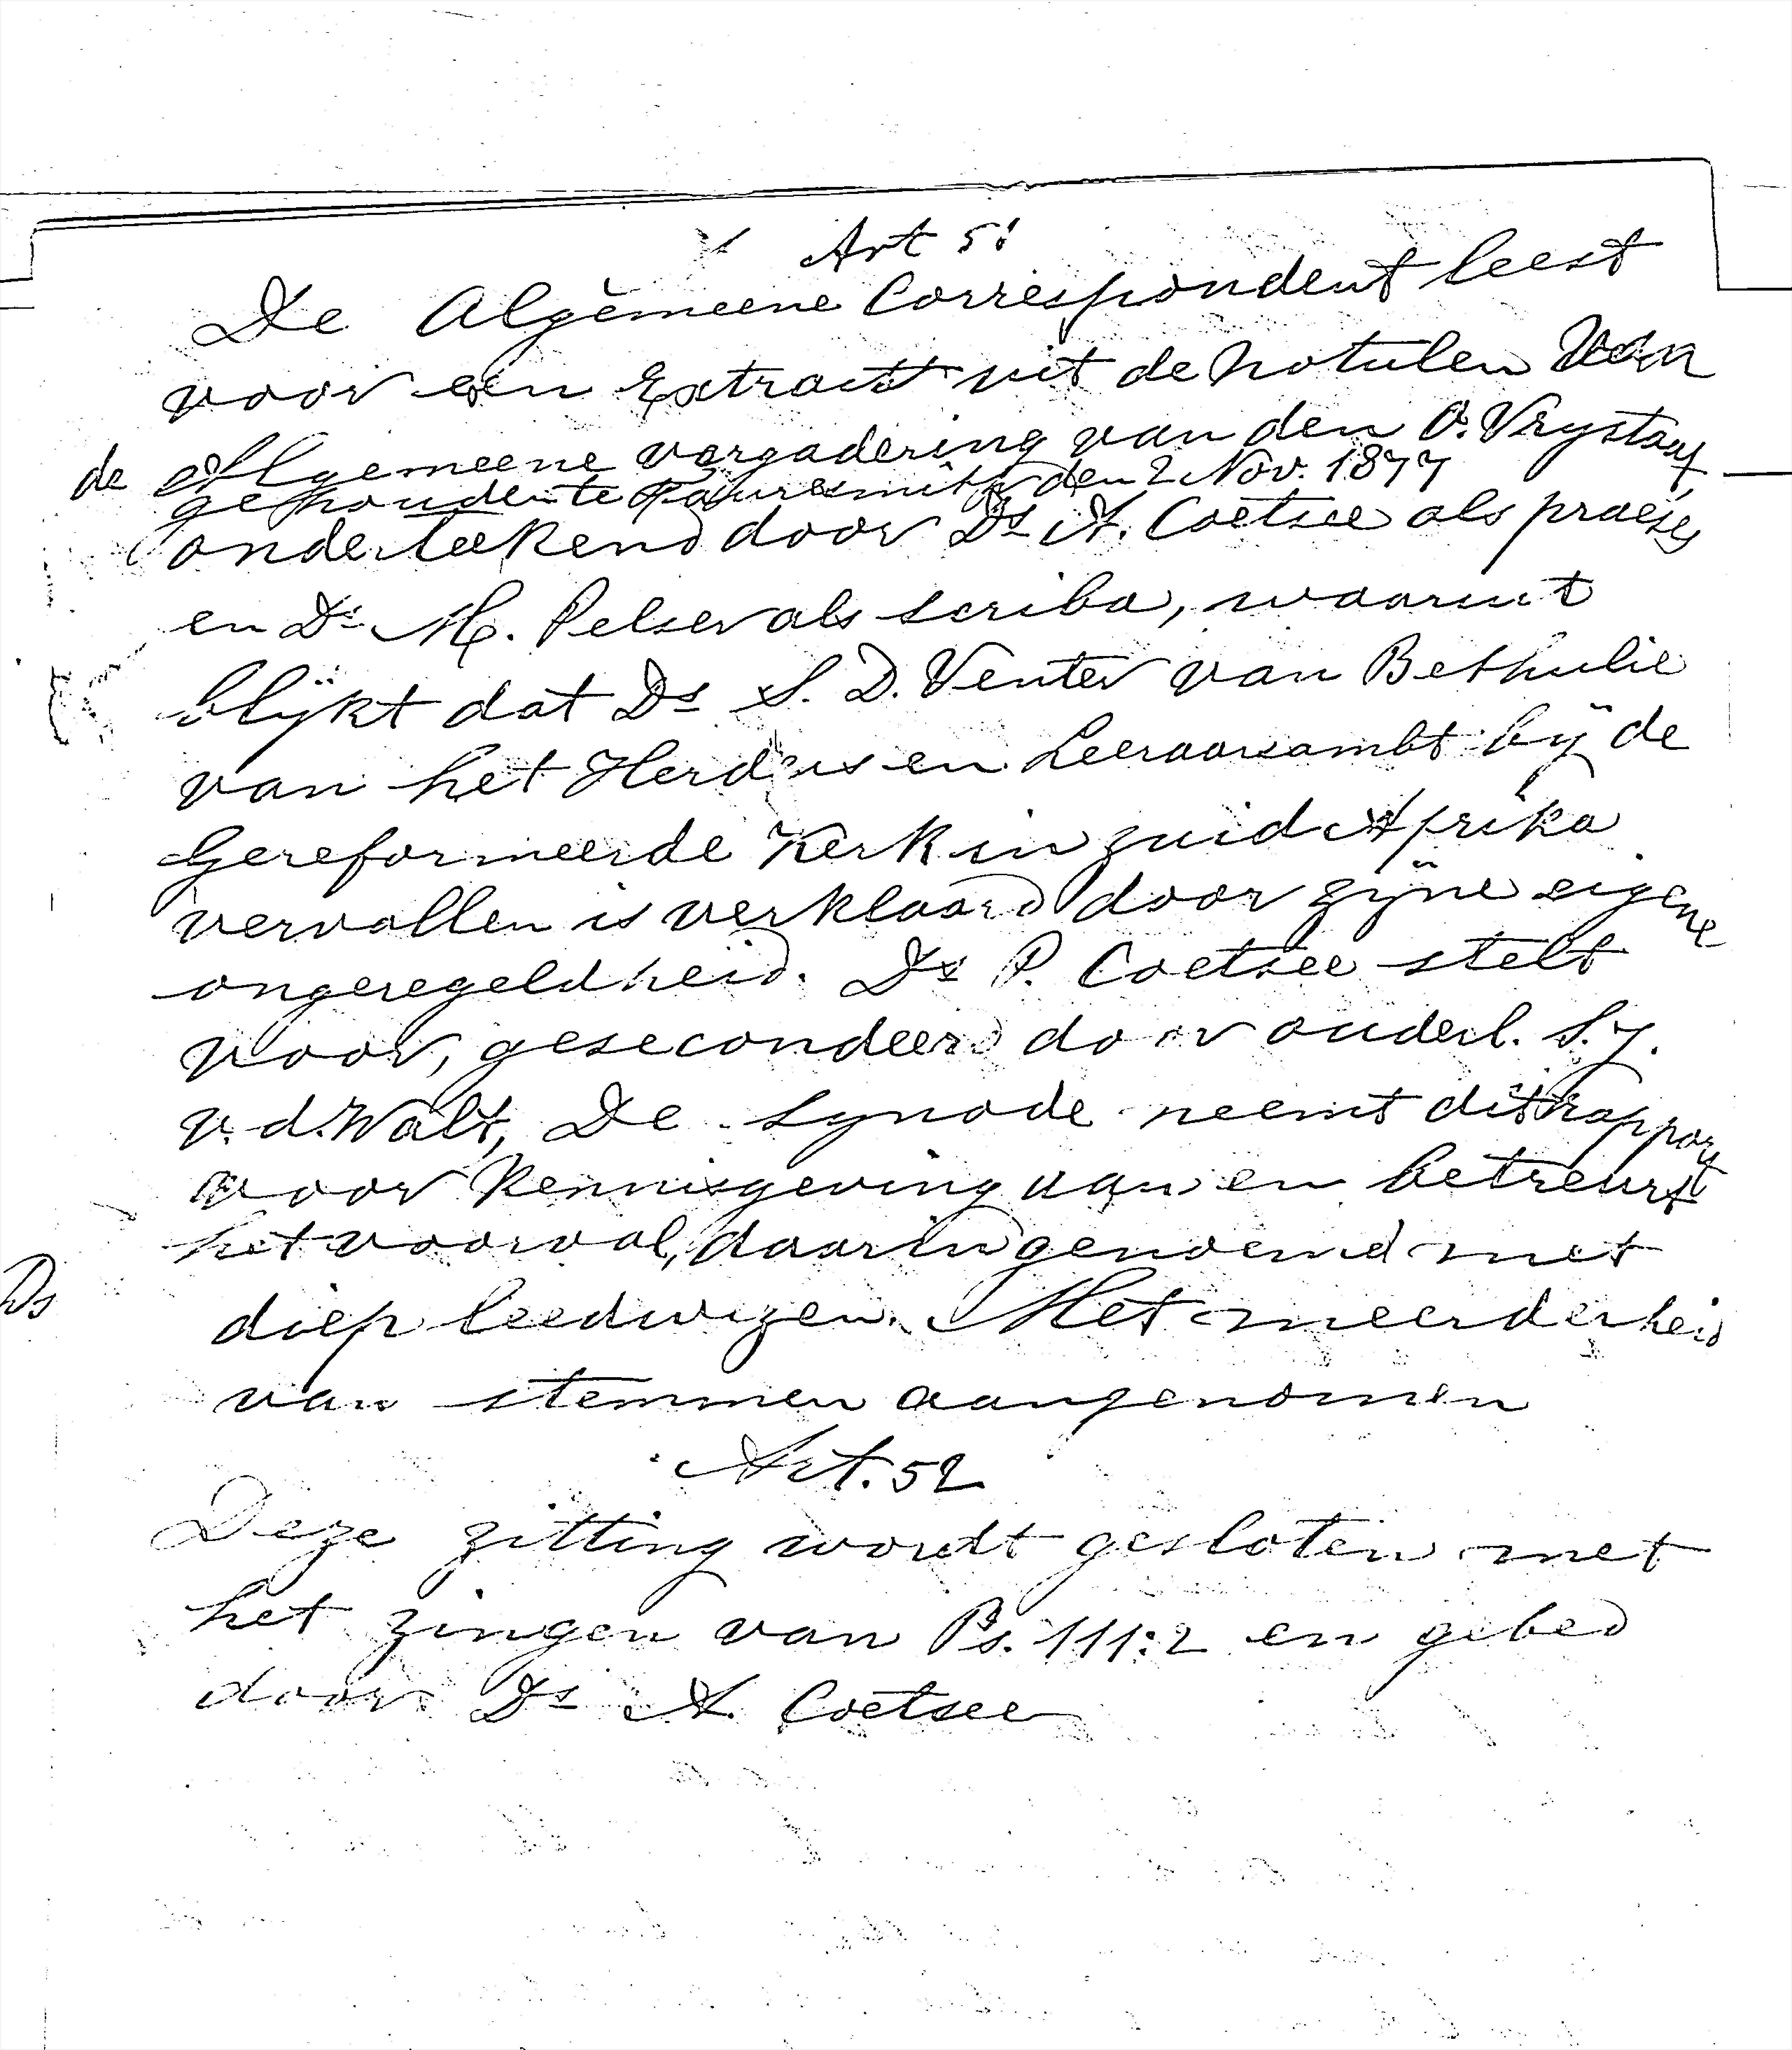 Art 51
De Algemeene Correspondent leest
voor een Extract uit de notulen van
de Algemeene vergadering van den O. Vrystaat,
gehouden te Fauresmith den 2 Nov. 1877
onderteekend door Ds A. Coetsee als praeses
en Ds M. Pelser als scriba, waaruit
blijkt dat Ds S. D. Venter van Bethulie
van het Herders en Leeraarsambt bij de
Gereformeerde Kerk in zuid Afrika
vervallen is verklaard door zijne eigene
ongeregeldheid. Ds P. Coetsee stelt
voor, gesecondeerd door ouderl. S. J.
v. d. Walt, De Synode neemt dit rapport
voor kennisgeving aan en betreurt
het voorval, daarin genoemd met
Ds
diep leedwezen. Met meerderheid
van stemmen aangenomen
Art. 52
Deze zitting wordt gesloten met
het zingen van Ps. 111:2 en gebed
door Ds A. Coetsee